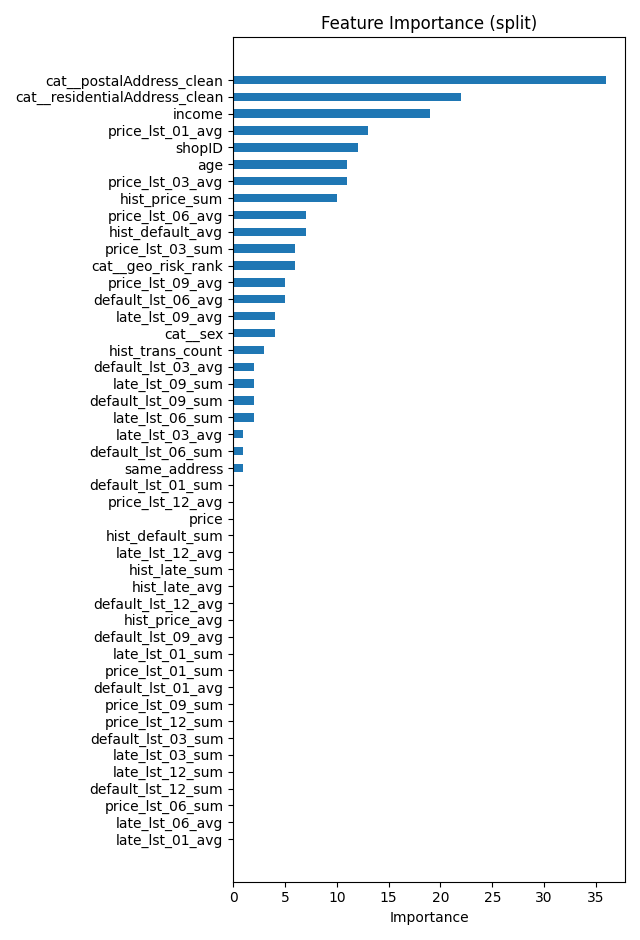 Feature Importance (split)
cat__postalAddress_clean
cat__residentialAddress_clean
income
price_lst_01_avg
shopID
age
price_lst_03_avg
hist_price_sum
price_lst_06_avg
hist_default_avg
price_lst_03_sum
cat__geo_risk_rank
price_lst_09_avg
default_lst_06_avg
late_lst_09_avg
cat__sex
hist_trans_count
default_lst_03_avg
late_lst_09_sum
default_lst_09_sum
late_lst_06_sum
late_lst_03_avg
default_lst_06_sum
same_address
default_lst_01_sum
price_lst_12_avg
price
hist_default_sum
late_lst_12_avg
hist_late_sum
hist_late_avg
default_lst_12_avg
hist_price_avg
default_lst_09_avg
late_lst_01_sum
price_lst_01_sum
default_lst_01_avg
price_lst_09_sum
price_lst_12_sum
default_lst_03_sum
late_lst_03_sum
late_lst_12_sum
default_lst_12_sum
price_lst_06_sum
late_lst_06_avg
late_lst_01_avg
0 5 10 15 20 25 30 35
Importance